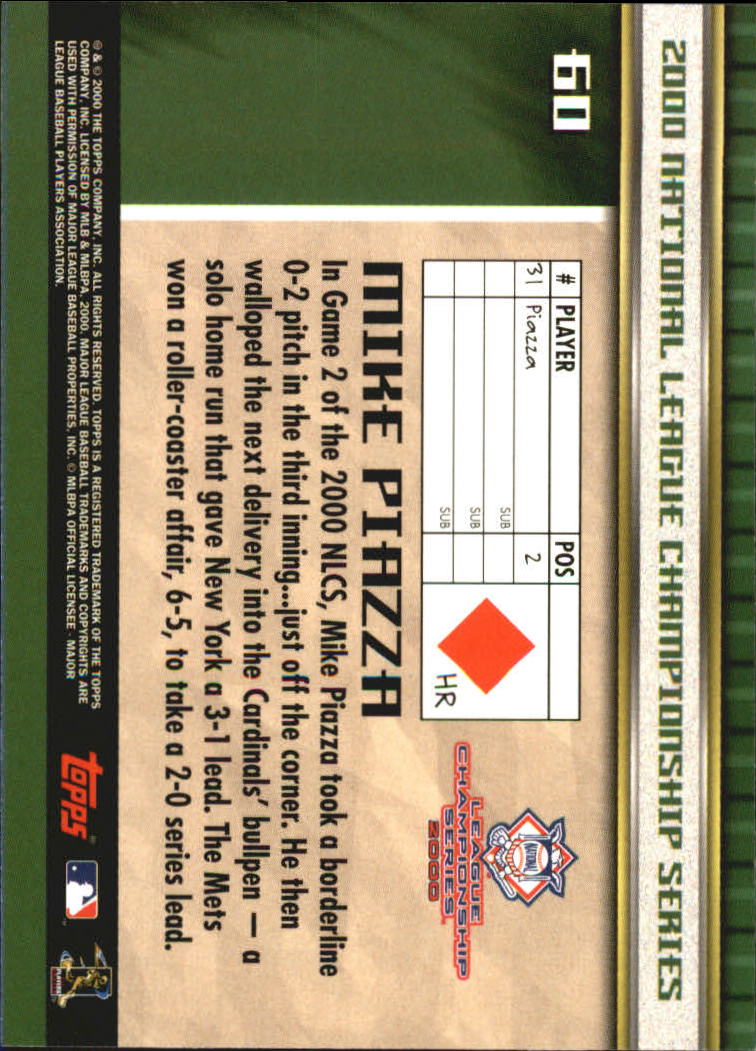 2000 NATIONAL LEAGUE CHAMPIONSHIP SERIES
60
# PLAYER POS
31 Piazza 2
SUB
SUB
SUB
HR
NATIONAL
LEAGUE
CHAMPIONSHIP
SERIES
2000
MIKE PIAZZA
In Game 2 of the 2000 NLCS, Mike Piazza took a borderline
0-2 pitch in the third inning...just off the corner. He then
walloped the next delivery into the Cardinals' bullpen — a
solo home run that gave New York a 3-1 lead. The Mets
won a roller-coaster affair, 6-5, to take a 2-0 series lead.
® & © 2000 THE TOPPS COMPANY, INC. ALL RIGHTS RESERVED. TOPPS IS A REGISTERED TRADEMARK OF THE TOPPS
COMPANY, INC. LICENSED BY MLB & MLBPA, 2000. MAJOR LEAGUE BASEBALL TRADEMARKS AND COPYRIGHTS ARE
USED WITH PERMISSION OF MAJOR LEAGUE BASEBALL PROPERTIES, INC. © MLBPA OFFICIAL LICENSEE - MAJOR
LEAGUE BASEBALL PLAYERS ASSOCIATION.
topps